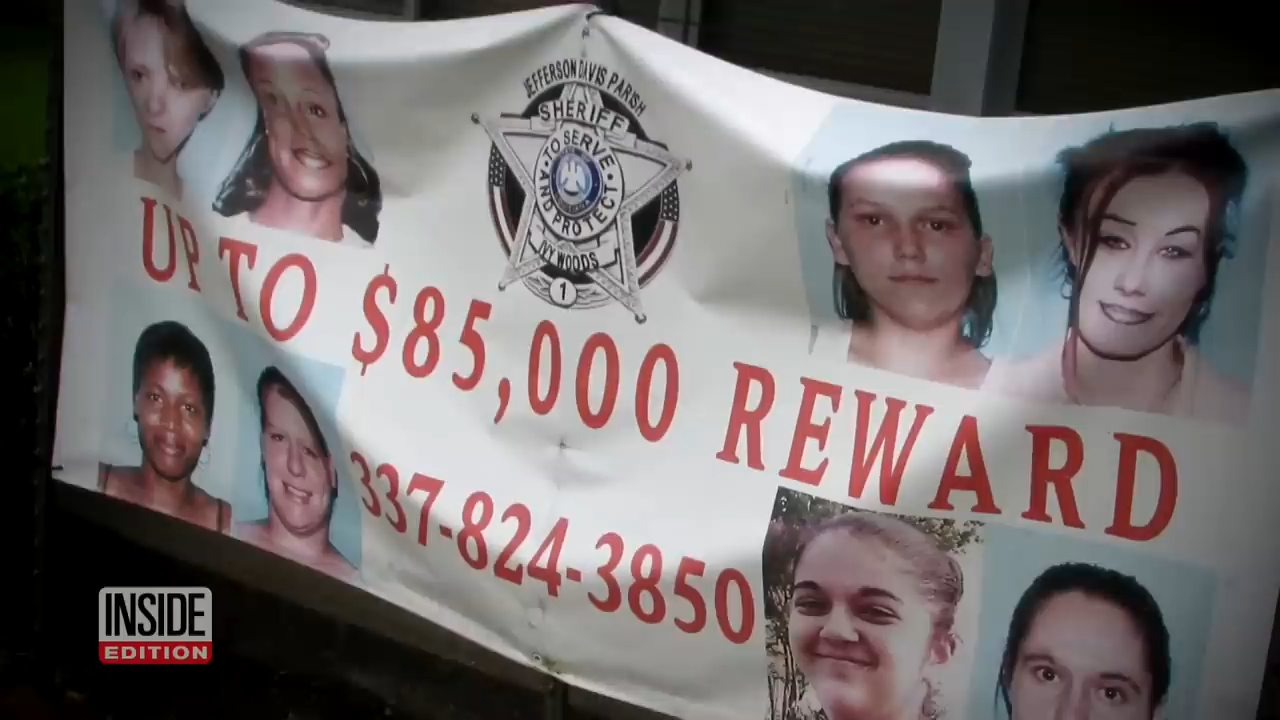 JEFFERSON DAVIS PARISH
SHERIFF
TO SERVE
AND PROTECT
IVY WOODS
1
UP TO $85,000 REWARD
337-824-3850
INSIDE
EDITION